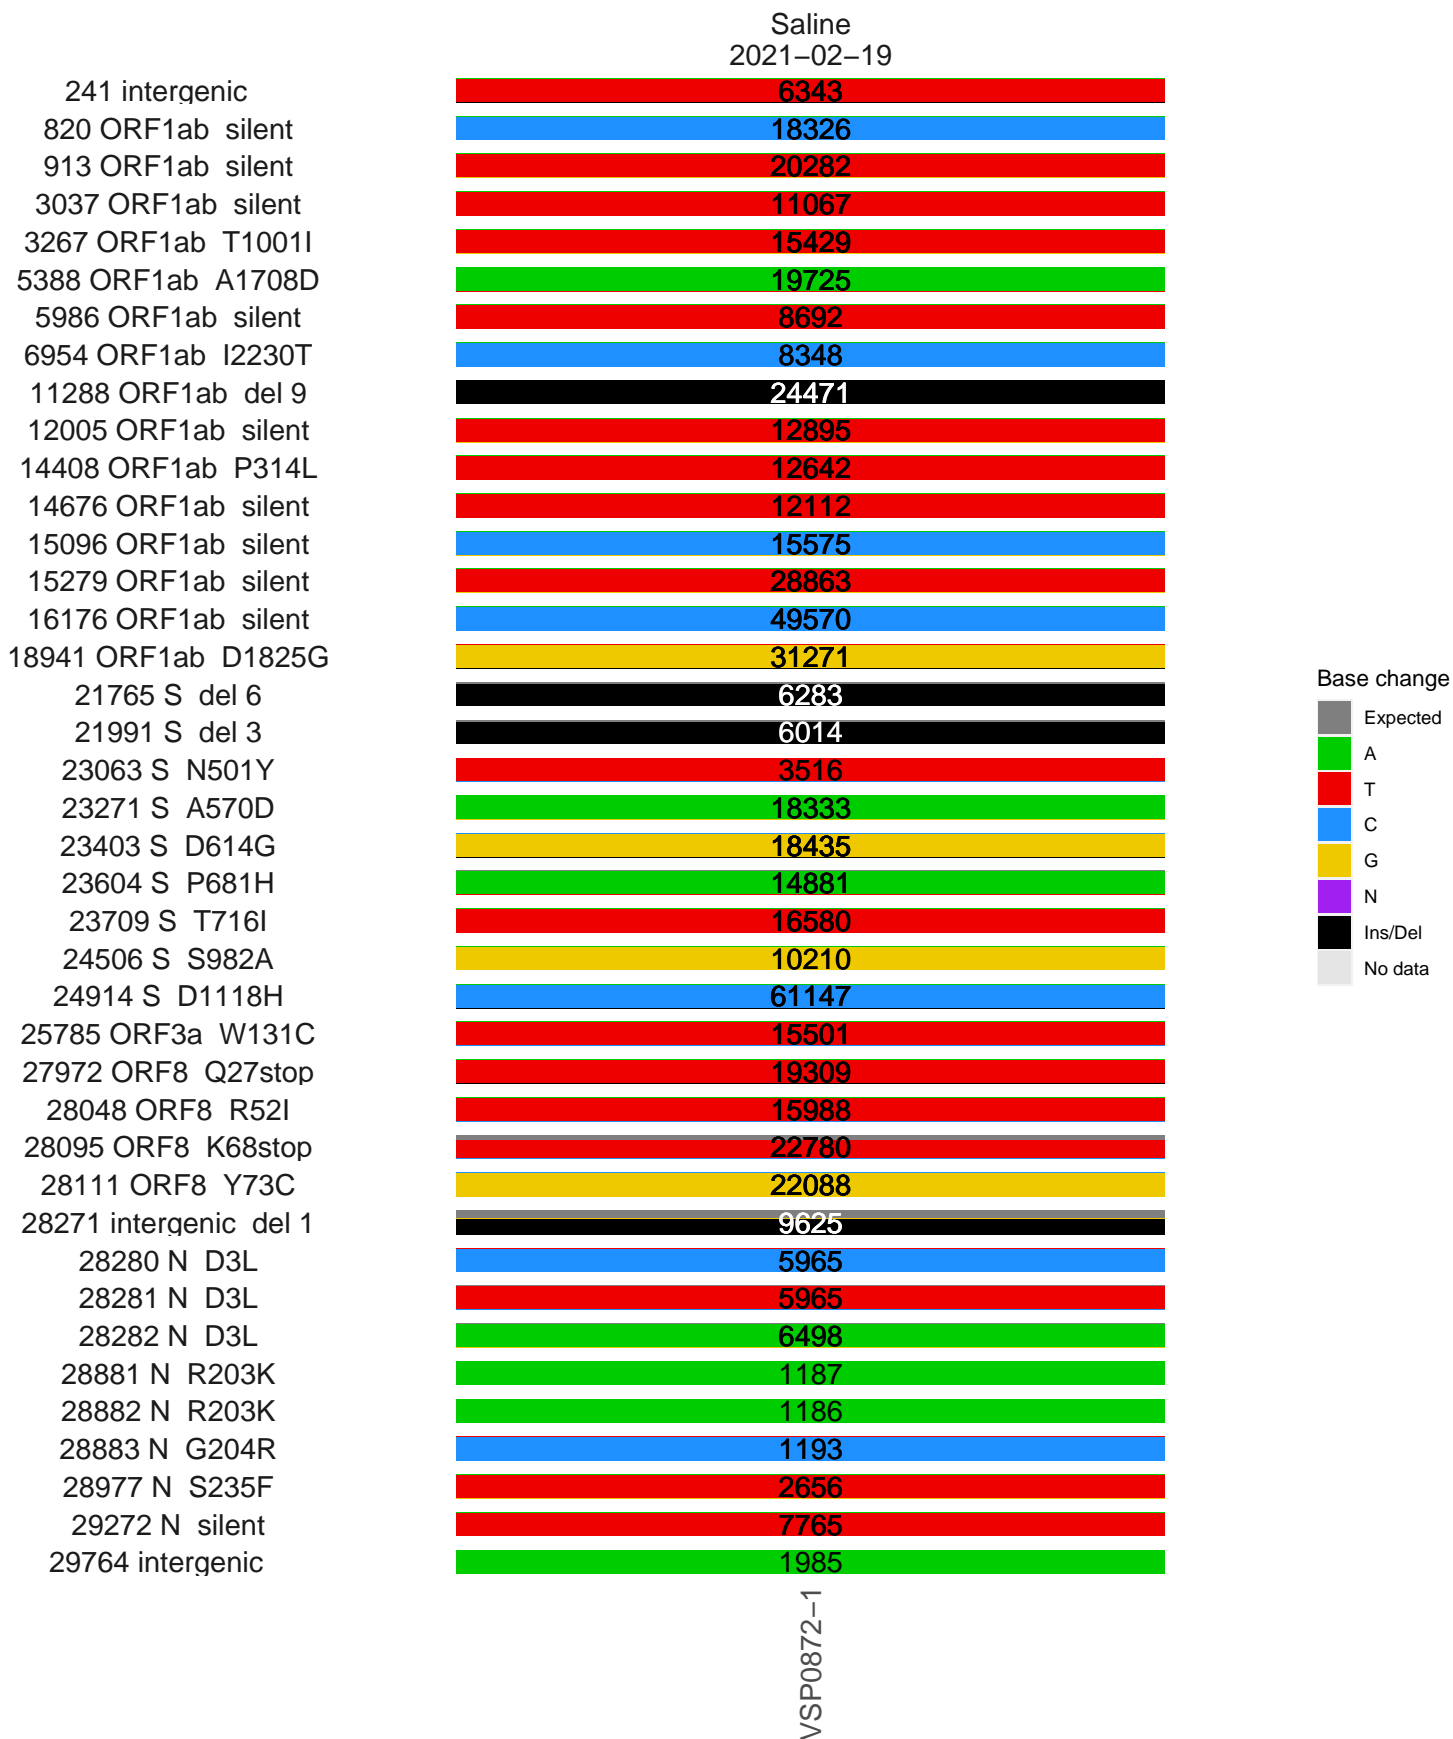 Saline
2021−02−19
241 intergenic 6343
820 ORF1ab silent 18326
913 ORF1ab silent 20282
3037 ORF1ab silent 11067
3267 ORF1ab T1001I 15429
5388 ORF1ab A1708D 19725
5986 ORF1ab silent 8692
6954 ORF1ab I2230T 8348
11288 ORF1ab del 9 24471
12005 ORF1ab silent 12895
14408 ORF1ab P314L 12642
14676 ORF1ab silent 12112
15096 ORF1ab silent 15575
15279 ORF1ab silent 28863
16176 ORF1ab silent 49570
18941 ORF1ab D1825G 31271
21765 S del 6 6283
21991 S del 3 6014
23063 S N501Y 3516
23271 S A570D 18333
23403 S D614G 18435
23604 S P681H 14881
23709 S T716I 16580
24506 S S982A 10210
24914 S D1118H 61147
25785 ORF3a W131C 15501
27972 ORF8 Q27stop 19309
28048 ORF8 R52I 15988
28095 ORF8 K68stop 22780
28111 ORF8 Y73C 22088
28271 intergenic del 1 9625
28280 N D3L 5965
28281 N D3L 5965
28282 N D3L 6498
28881 N R203K 1187
28882 N R203K 1186
28883 N G204R 1193
28977 N S235F 2656
29272 N silent 7765
29764 intergenic 1985
VSP0872−1
Base change
Expected
A
T
C
G
N
Ins/Del
No data